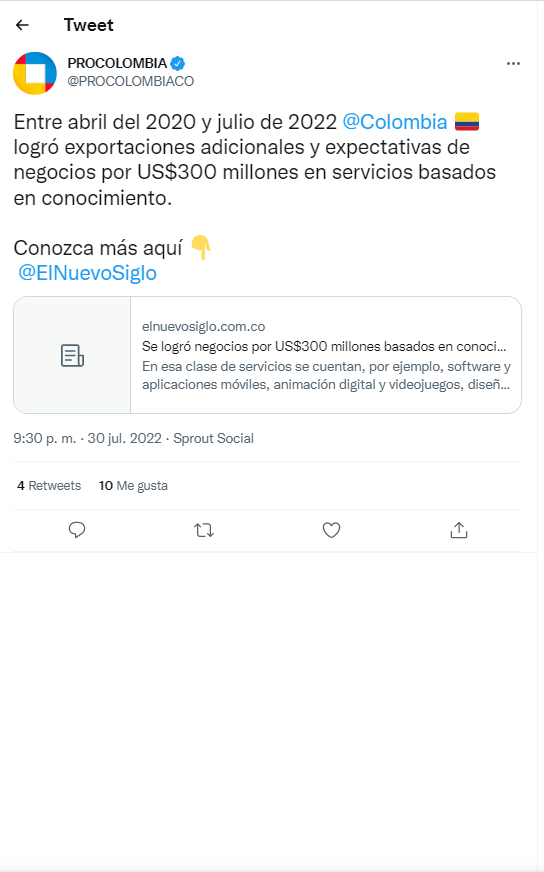 Tweet
PROCOLOMBIA
@PROCOLOMBIACO
Entre abril del 2020 y julio de 2022 @Colombia 🇨🇴
logró exportaciones adicionales y expectativas de
negocios por US$300 millones en servicios basados
en conocimiento.
Conozca más aquí 👇
@ElNuevoSiglo
elnuevosiglo.com.co
Se logró negocios por US$300 millones basados en conoci...
En esa clase de servicios se cuentan, por ejemplo, software y
aplicaciones móviles, animación digital y videojuegos, diseñ...
9:30 p. m. · 30 jul. 2022 · Sprout Social
4 Retweets 10 Me gusta